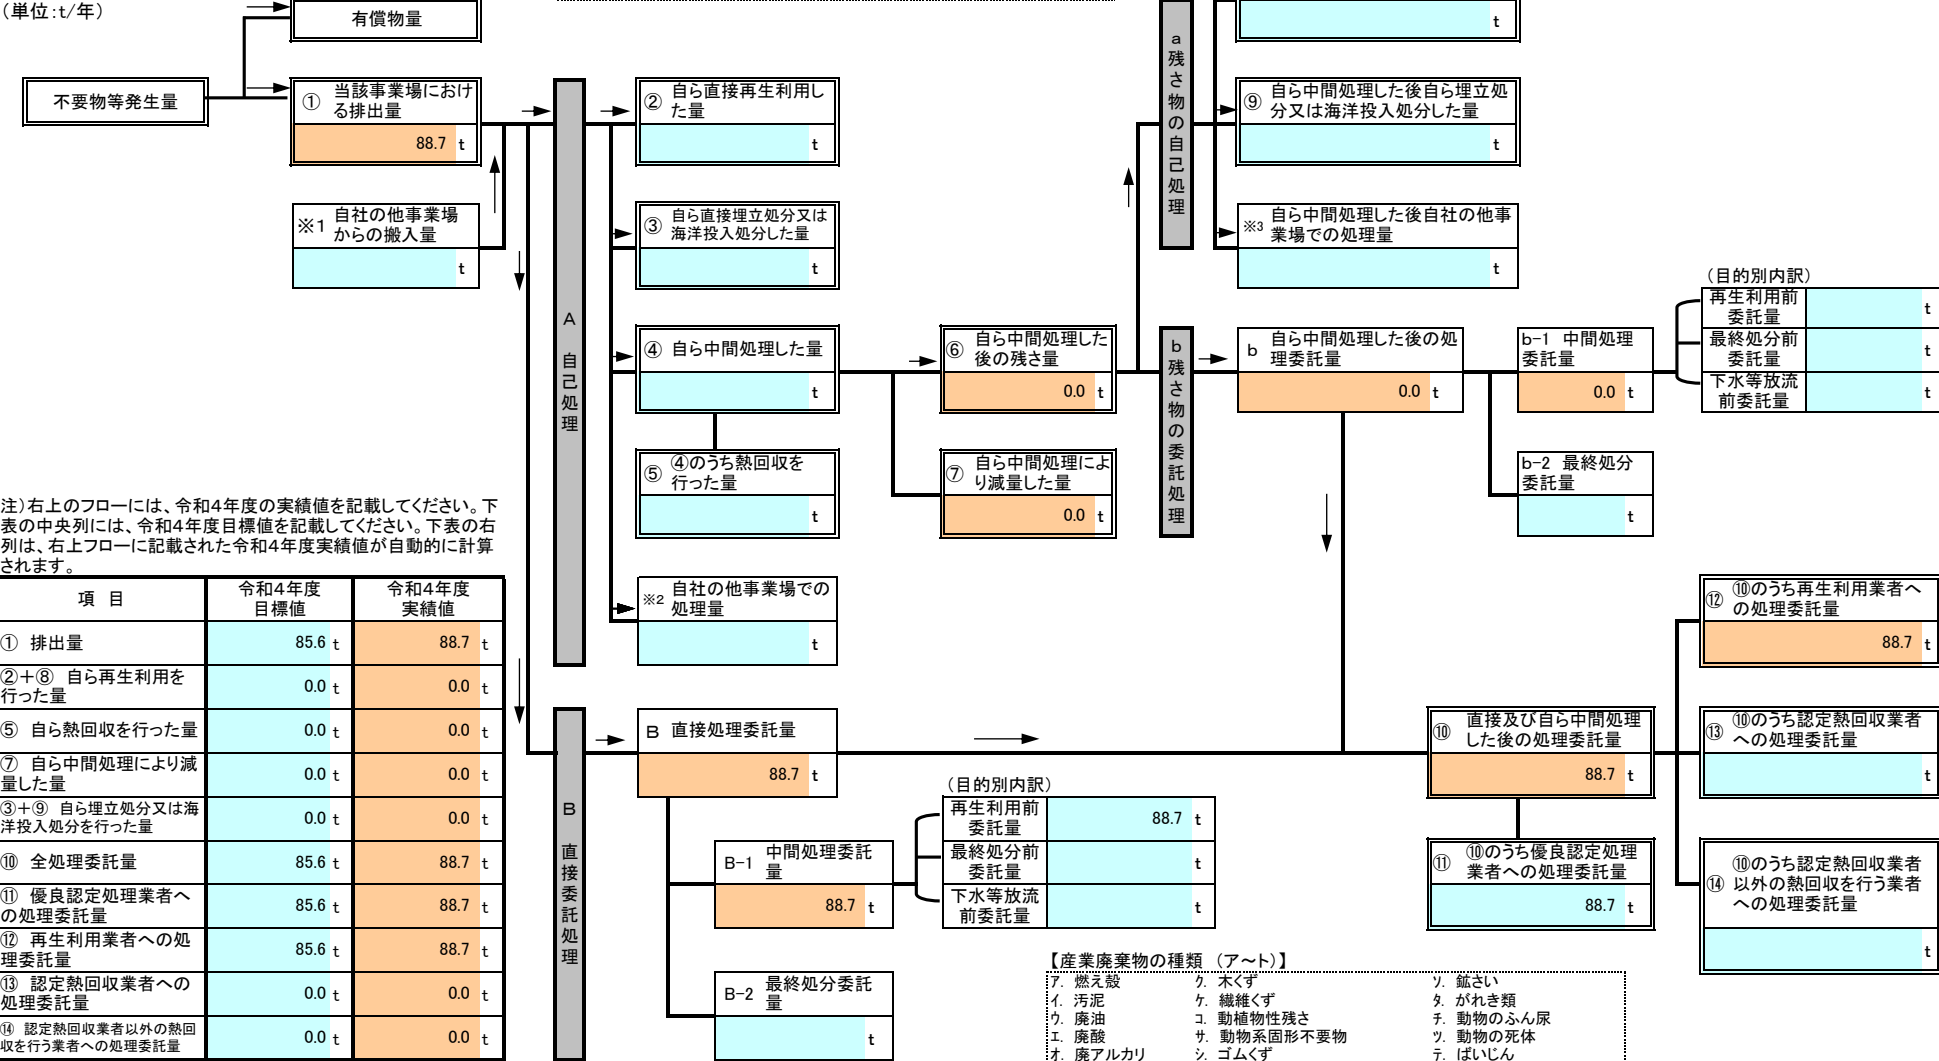 (単位:t/年)
有償物量
不要物等発生量
① 当該事業場におけ
る排出量
88.7 t
※1 自社の他事業場
からの搬入量
t
A 自己処理
② 自ら直接再生利用し
た量
t
③ 自ら直接埋立処分又は
海洋投入処分した量
t
④ 自ら中間処理した量
t
⑤ ④のうち熱回収を
行った量
t
※2 自社の他事業場での
処理量
t
⑥ 自ら中間処理した
後の残さ量
0.0 t
⑦ 自ら中間処理によ
り減量した量
0.0 t
a 残さ物の自己処理
t
⑨ 自ら中間処理した後自ら埋立処
分又は海洋投入処分した量
t
※3 自ら中間処理した後自社の他事
業場での処理量
t
b 残さ物の委託処理
b 自ら中間処理した後の処
理委託量
0.0 t
b-1 中間処理
委託量
0.0 t
b-2 最終処分
委託量
t
(目的別内訳)
再生利用前
委託量
t
最終処分前
委託量
t
下水等放流
前委託量
t
注)右上のフローには、令和4年度の実績値を記載してください。下
表の中央列には、令和4年度目標値を記載してください。下表の右
列は、右上フローに記載された令和4年度実績値が自動的に計算
されます。
項 目 令和4年度 令和4年度
目標値 実績値
① 排出量 85.6 t 88.7 t
②+⑧ 自ら再生利用を
行った量 0.0 t 0.0 t
⑤ 自ら熱回収を行った量 0.0 t 0.0 t
⑦ 自ら中間処理により減
量した量 0.0 t 0.0 t
③+⑨ 自ら埋立処分又は海
洋投入処分を行った量 0.0 t 0.0 t
⑩ 全処理委託量 85.6 t 88.7 t
⑪ 優良認定処理業者へ
の処理委託量 85.6 t 88.7 t
⑫ 再生利用業者への処
理委託量 85.6 t 88.7 t
⑬ 認定熱回収業者への
処理委託量 0.0 t 0.0 t
⑭ 認定熱回収業者以外の熱回
収を行う業者への処理委託量 0.0 t 0.0 t
B 直接委託処理
B 直接処理委託量
88.7 t
B-1 中間処理委託
量
88.7 t
B-2 最終処分委託
量
t
(目的別内訳)
再生利用前
委託量
88.7 t
最終処分前
委託量
t
下水等放流
前委託量
t
⑩ 直接及び自ら中間処理
した後の処理委託量
88.7 t
⑪ ⑩のうち優良認定処理
業者への処理委託量
88.7 t
⑫ ⑩のうち再生利用業者へ
の処理委託量
88.7 t
⑬ ⑩のうち認定熱回収業者
への処理委託量
t
⑭ ⑩のうち認定熱回収業者
以外の熱回収を行う業者
への処理委託量
t
【産業廃棄物の種類 (ア~ト)】
ア. 燃え殻 ク. 木くず ソ. 鉱さい
イ. 汚泥 ケ. 繊維くず タ. がれき類
ウ. 廃油 コ. 動植物性残さ チ. 動物のふん尿
エ. 廃酸 サ. 動物系固形不要物 ツ. 動物の死体
オ. 廃アルカリ シ. ゴムくず テ. ばいじん